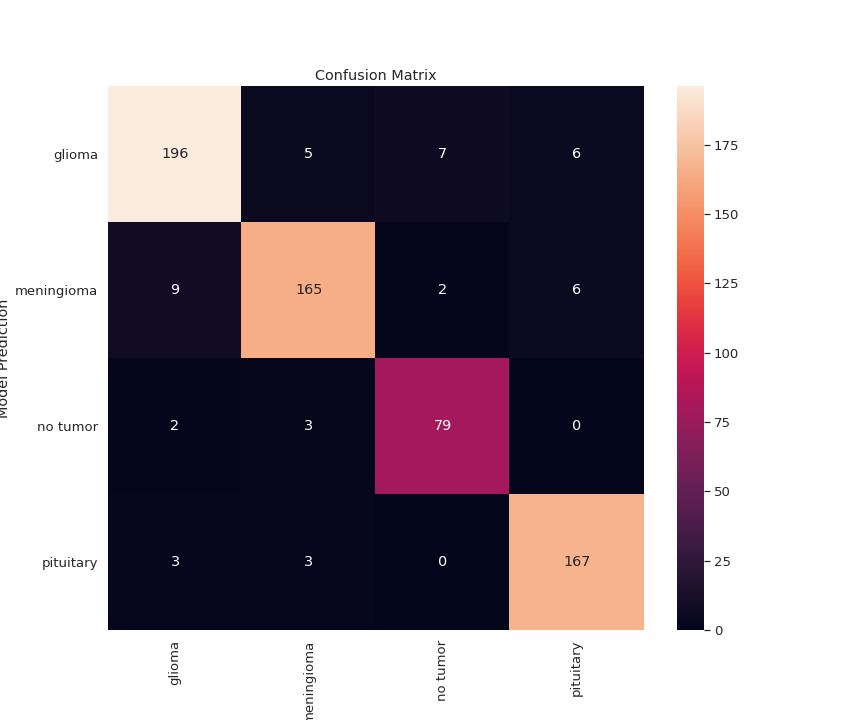 Confusion Matrix
glioma 196 5 7 6
meningioma 9 165 2 6
no tumor 2 3 79 0
pituitary 3 3 0 167
Model Prediction
glioma
meningioma
no tumor
pituitary
175
150
125
100
75
50
25
0